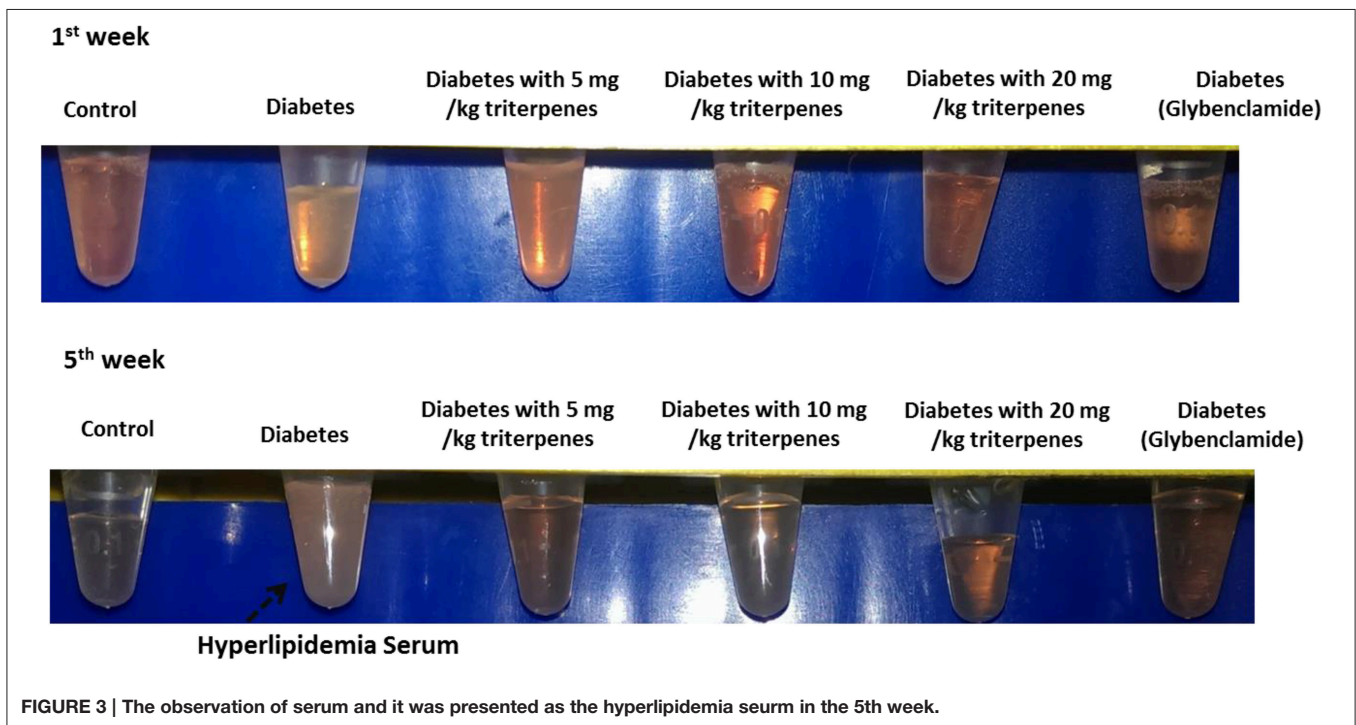 1st week
Control
Diabetes
Diabetes with 5 mg
/kg triterpenes
Diabetes with 10 mg
/kg triterpenes
Diabetes with 20 mg
/kg triterpenes
Diabetes
(Glybenclamide)
5th week
Control
Diabetes
Diabetes with 5 mg
/kg triterpenes
Diabetes with 10 mg
/kg triterpenes
Diabetes with 20 mg
/kg triterpenes
Diabetes
(Glybenclamide)
0.1
Hyperlipidemia Serum
FIGURE 3 | The observation of serum and it was presented as the hyperlipidemia seurm in the 5th week.